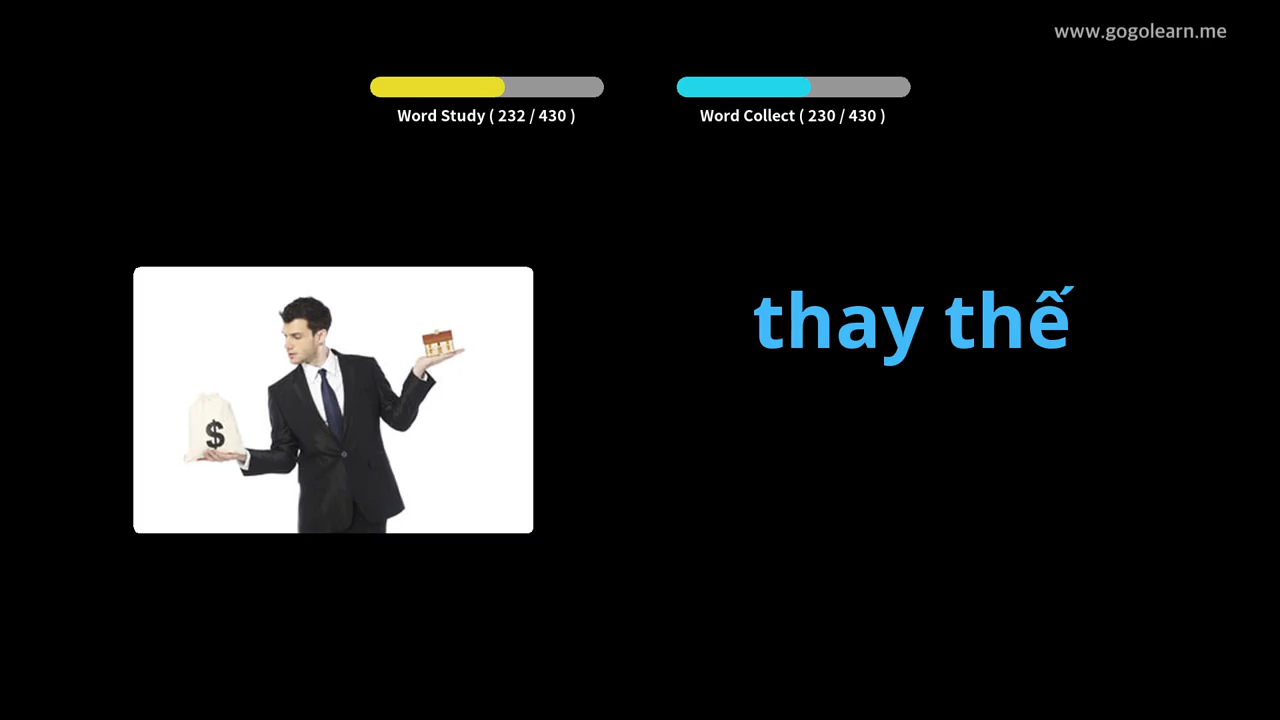 www.gogolearn.me
Word Study ( 232 / 430 )
Word Collect ( 230 / 430 )
thay thế
$